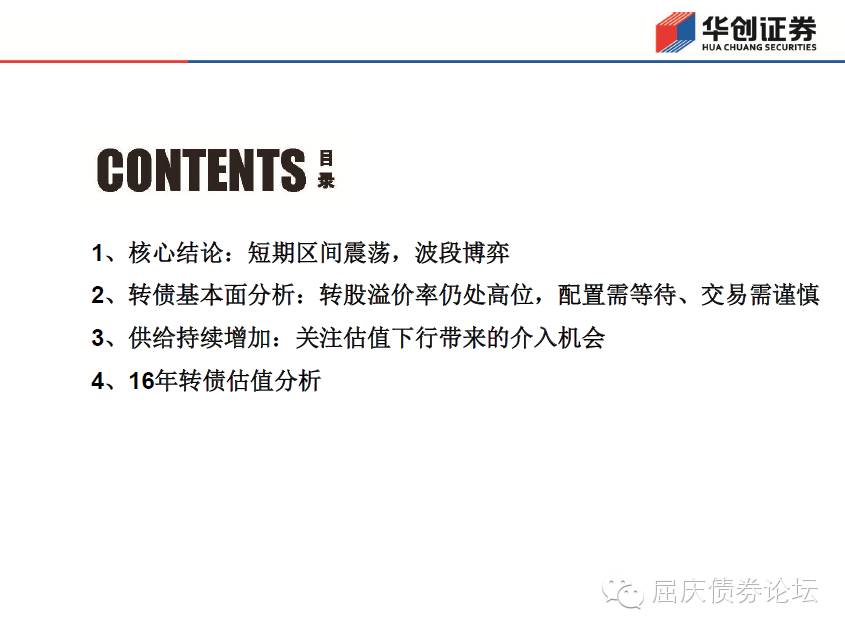 华创证券
HUA CHUANG SECURITIES
CONTENTS 目录
1、核心结论：短期区间震荡，波段博弈
2、转债基本面分析：转股溢价率仍处高位，配置需等待、交易需谨慎
3、供给持续增加：关注估值下行带来的介入机会
4、16年转债估值分析
屈庆债券论坛